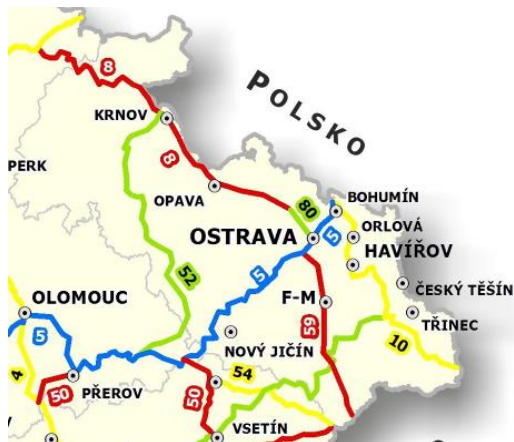 8
POLSKO
KRNOV
PERK
8
OPAVA
BOHUMÍN
80
ORLOVÁ
OSTRAVA
5
HAVÍŘOV
52
5
ČESKÝ TĚŠÍN
OLOMOUC
F-M
TŘINEC
5
59
10
NOVÝ JIČÍN
4
54
50
PŘEROV
50
VSETÍN